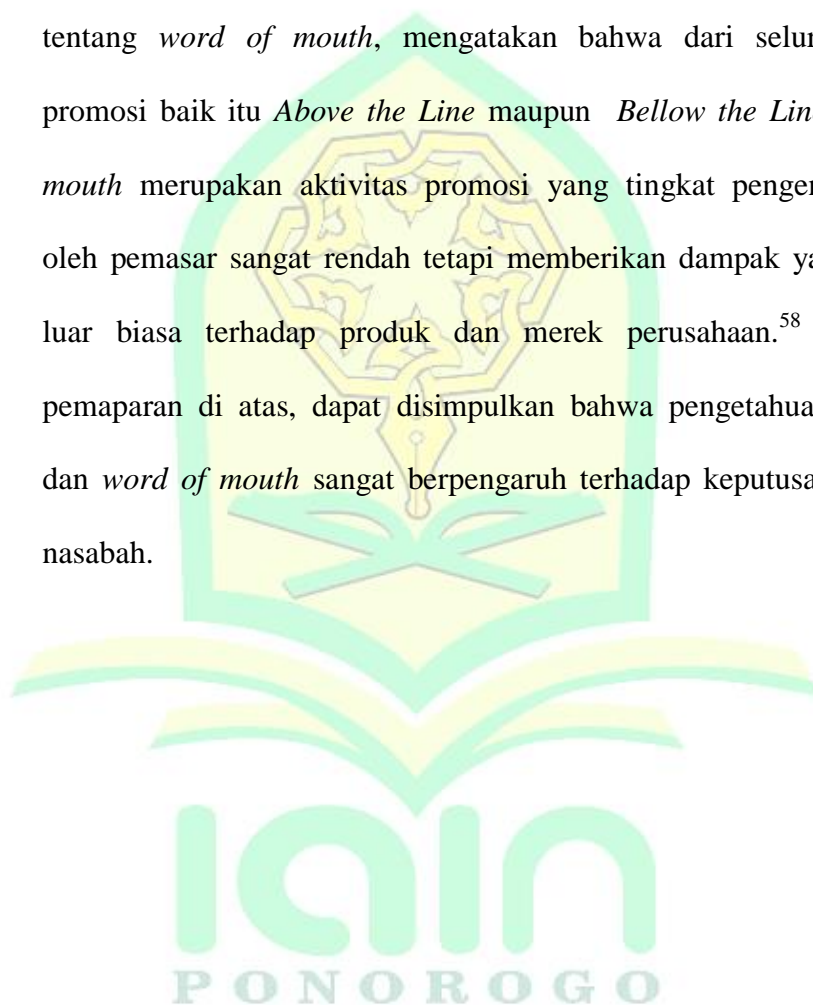 tentang word of mouth, mengatakan bahwa dari selur
promosi baik itu Above the Line maupun Bellow the Lin
mouth merupakan aktivitas promosi yang tingkat penger
oleh pemasar sangat rendah tetapi memberikan dampak ya
luar biasa terhadap produk dan merek perusahaan.58
pemaparan di atas, dapat disimpulkan bahwa pengetahua
dan word of mouth sangat berpengaruh terhadap keputusa
nasabah.
IAIN
PONOROGO